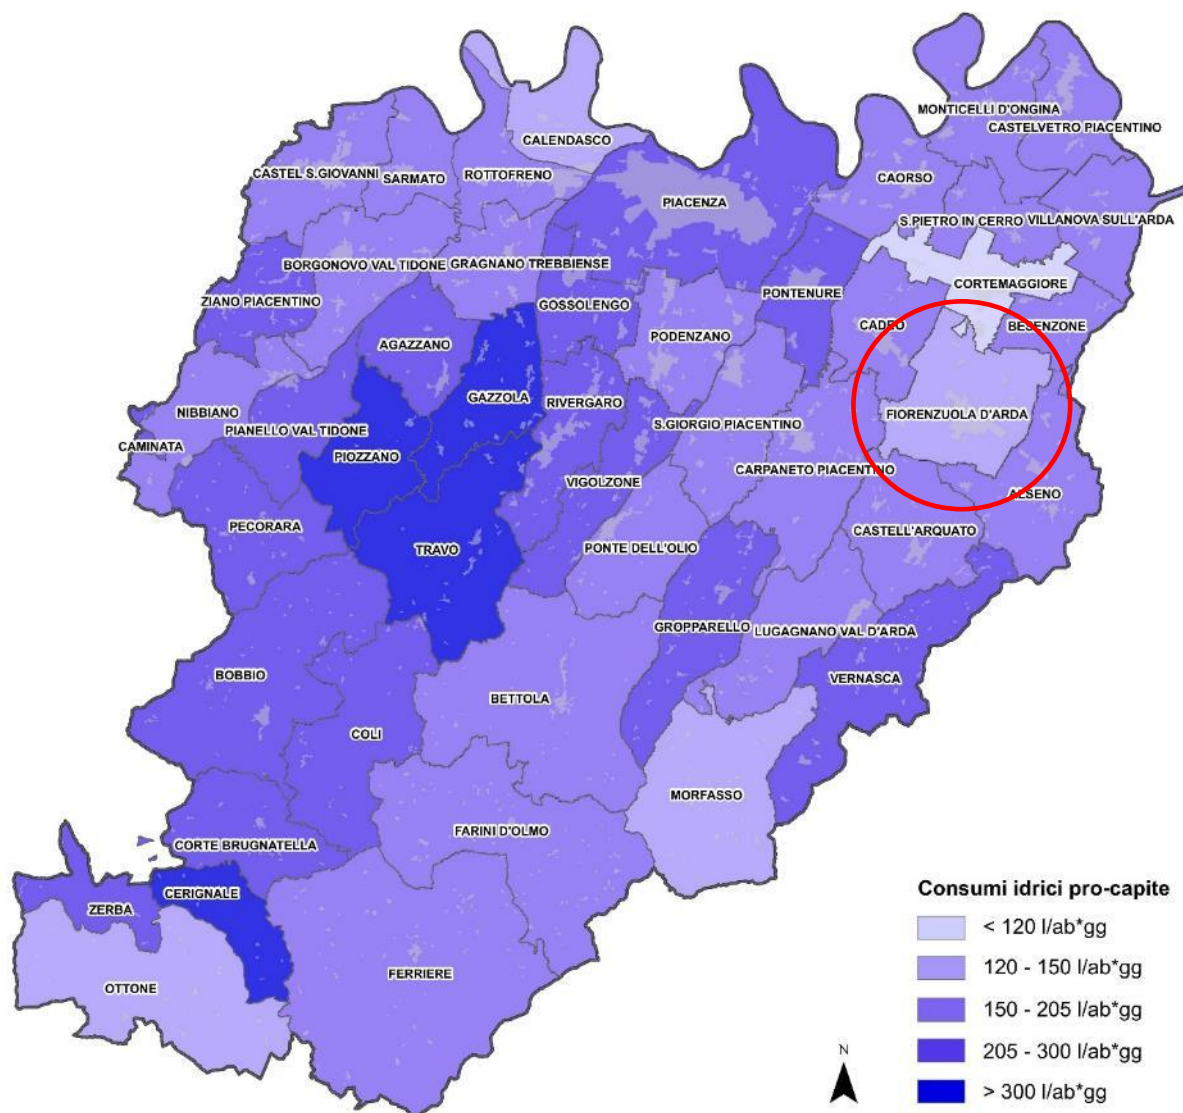 MONTICELLI D'ONGINA
CASTELVETRO PIACENTINO
CALENDASCO
CASTEL S.GIOVANNI
SARMATO
ROTTOFRENO
CAORSO
PIACENZA
S.PIETRO IN CERRO
VILLANOVA SULL'ARDA
BORGONOVO VAL TIDONE
GRAGNANO TREBBIENSE
CORTEMAGGIORE
ZIANO PIACENTINO
GOSSOLENGO
PONTENURE
CADEO
BESENZONE
PODENZANO
AGAZZANO
GAZZOLA
RIVERGARO
NIBBIANO
FIORENZUOLA D'ARDA
PIANELLO VAL TIDONE
S.GIORGIO PIACENTINO
CAMINATA
PIOZZANO
CARPANETO PIACENTINO
VIGOLZONE
ALSENO
PECORARA
CASTELL'ARQUATO
TRAVO
PONTE DELL'OLIO
GROPPARELLO
LUGAGNANO VAL D'ARDA
BOBBIO
VERNASCA
BETTOLA
COLI
MORFASSO
FARINI D'OLMO
CORTE BRUGNATELLA
CERIGNALE
ZERBA
FERRIERE
OTTONE
Consumi idrici pro-capite
< 120 l/ab*gg
120 - 150 l/ab*gg
150 - 205 l/ab*gg
205 - 300 l/ab*gg
> 300 l/ab*gg
N